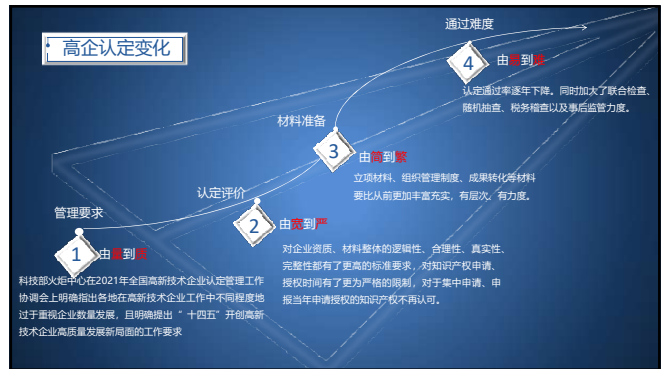 高企认定变化
通过难度
4
由 到
认定通过率逐年下降。同时加大了联合检查、
随机抽查、税务稽查以及事后监管力度。
材料准备
3
由简到繁
立项材料、组织管理制度、成果转化等材料
要比从前更加丰富充实，有层次、有力度。
认定评价
2
由宽到严
对企业资质、材料整体的逻辑性、合理性、真实性、
完整性都有了更高的标准要求，对知识产权申请、
授权时间有了更为严格的限制，对于集中申请、申
报当年申请授权的知识产权不再认可。
管理要求
1
由量到质
科技部火炬中心在2021年全国高新技术企业认定管理工作
协调会上明确指出各地在高新技术企业工作中不同程度地
过于重视企业数量发展，且明确提出“十四五”开创高新
技术企业高质量发展新局面的工作要求